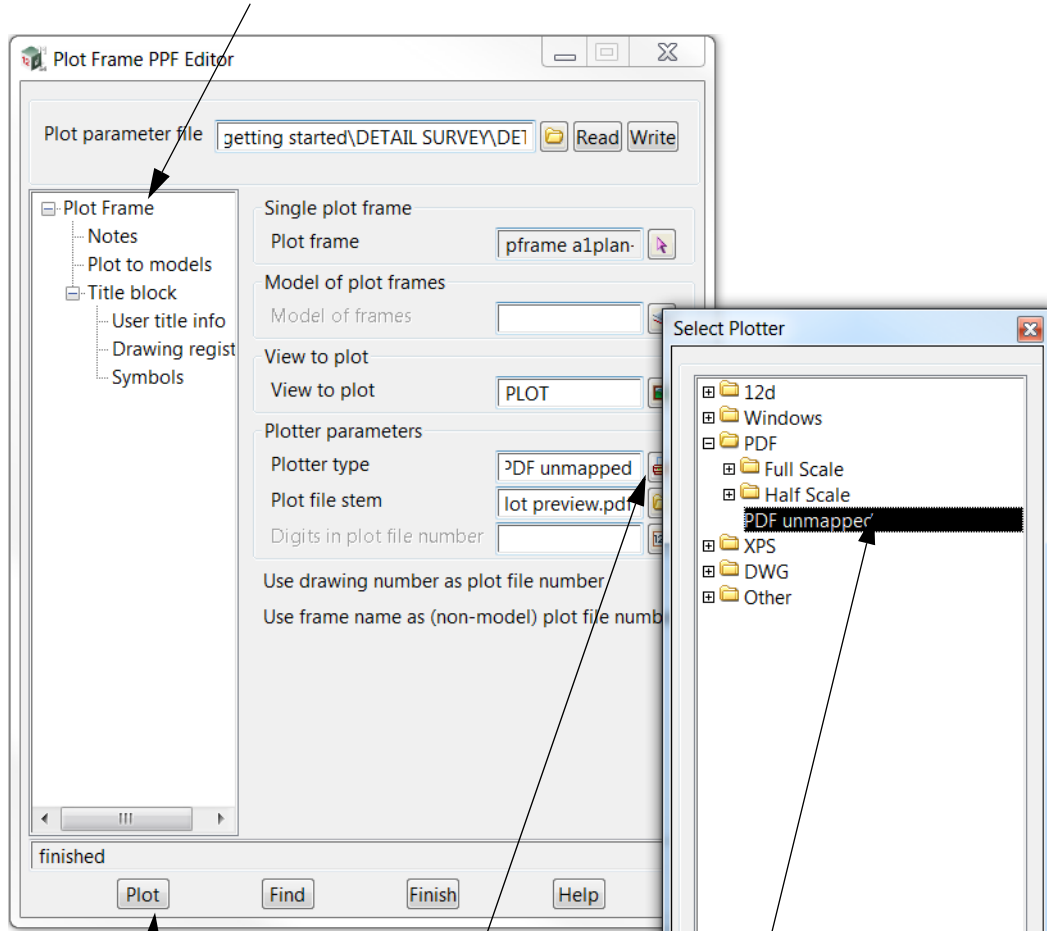 Plot Frame PPF Editor
Plot parameter file getting started\DETAIL SURVEY\DET Read Write
Plot Frame
Notes
Plot to models
Title block
User title info
Drawing regist
Symbols
Single plot frame
Plot frame pframe a1plan-
Model of plot frames
Model of frames
View to plot
View to plot PLOT
Plotter parameters
Plotter type PDF unmapped
Plot file stem lot preview.pdf
Digits in plot file number
Use drawing number as plot file number
Use frame name as (non-model) plot file numb
finished
Plot Find Finish Help
Select Plotter
12d
Windows
PDF
Full Scale
Half Scale
PDF unmapped
XPS
DWG
Other